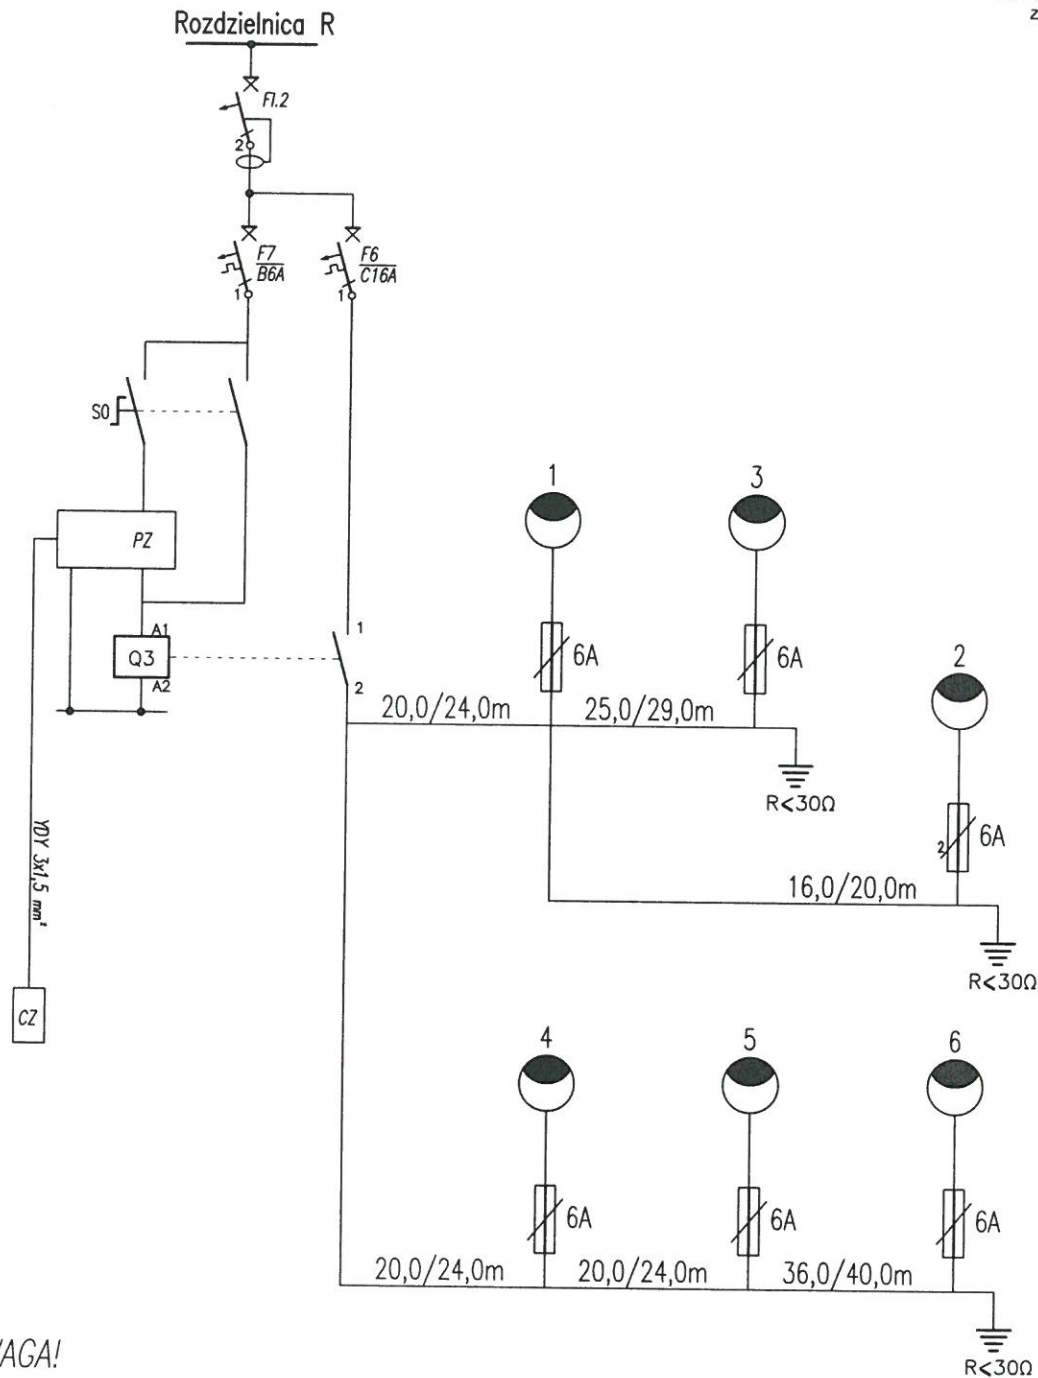 z
Rozdzielnica R
FI.2
2
F7
B6A
1
F6
C16A
1
S0
PZ
A1
Q3
A2
1
2
YDY 3x1,5 mm²
CZ
1
3
6A
6A
20,0/24,0m
25,0/29,0m
R<30Ω
2
2
6A
16,0/20,0m
R<30Ω
4
5
6
6A
6A
6A
20,0/24,0m
20,0/24,0m
36,0/40,0m
R<30Ω
AGA!